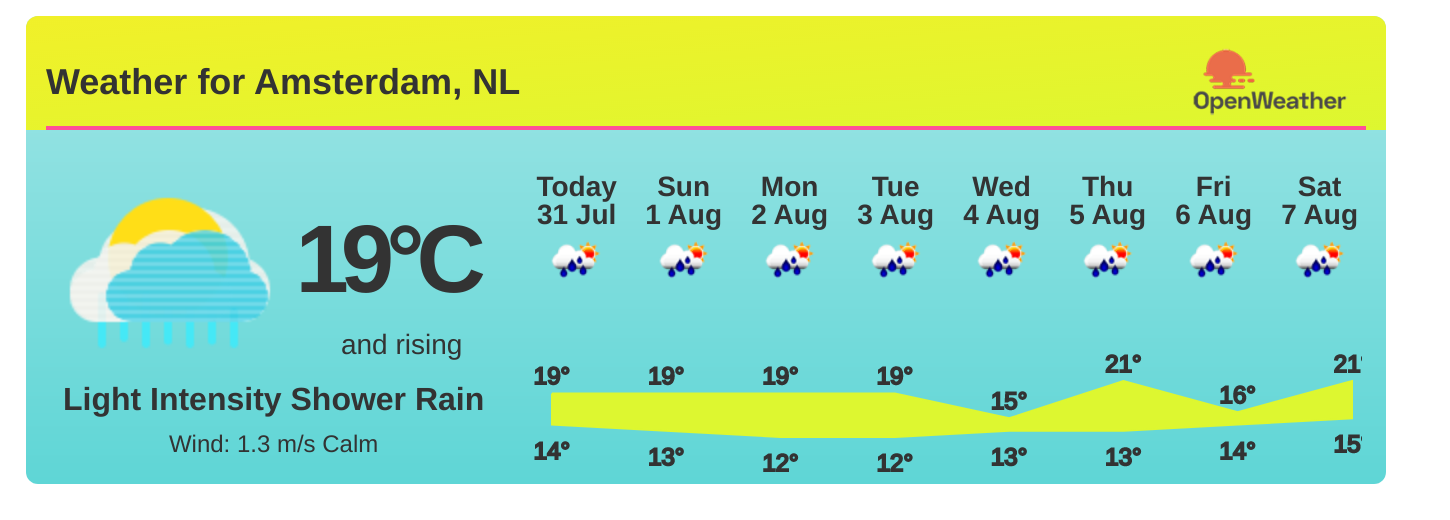 Weather for Amsterdam, NL
OpenWeather
19°C
and rising
Light Intensity Shower Rain
Wind: 1.3 m/s Calm
Today Sun Mon Tue Wed Thu Fri Sat
31 Jul 1 Aug 2 Aug 3 Aug 4 Aug 5 Aug 6 Aug 7 Aug
19° 19° 19° 19° 15° 21° 16° 21°
14° 13° 12° 12° 13° 13° 14° 15°